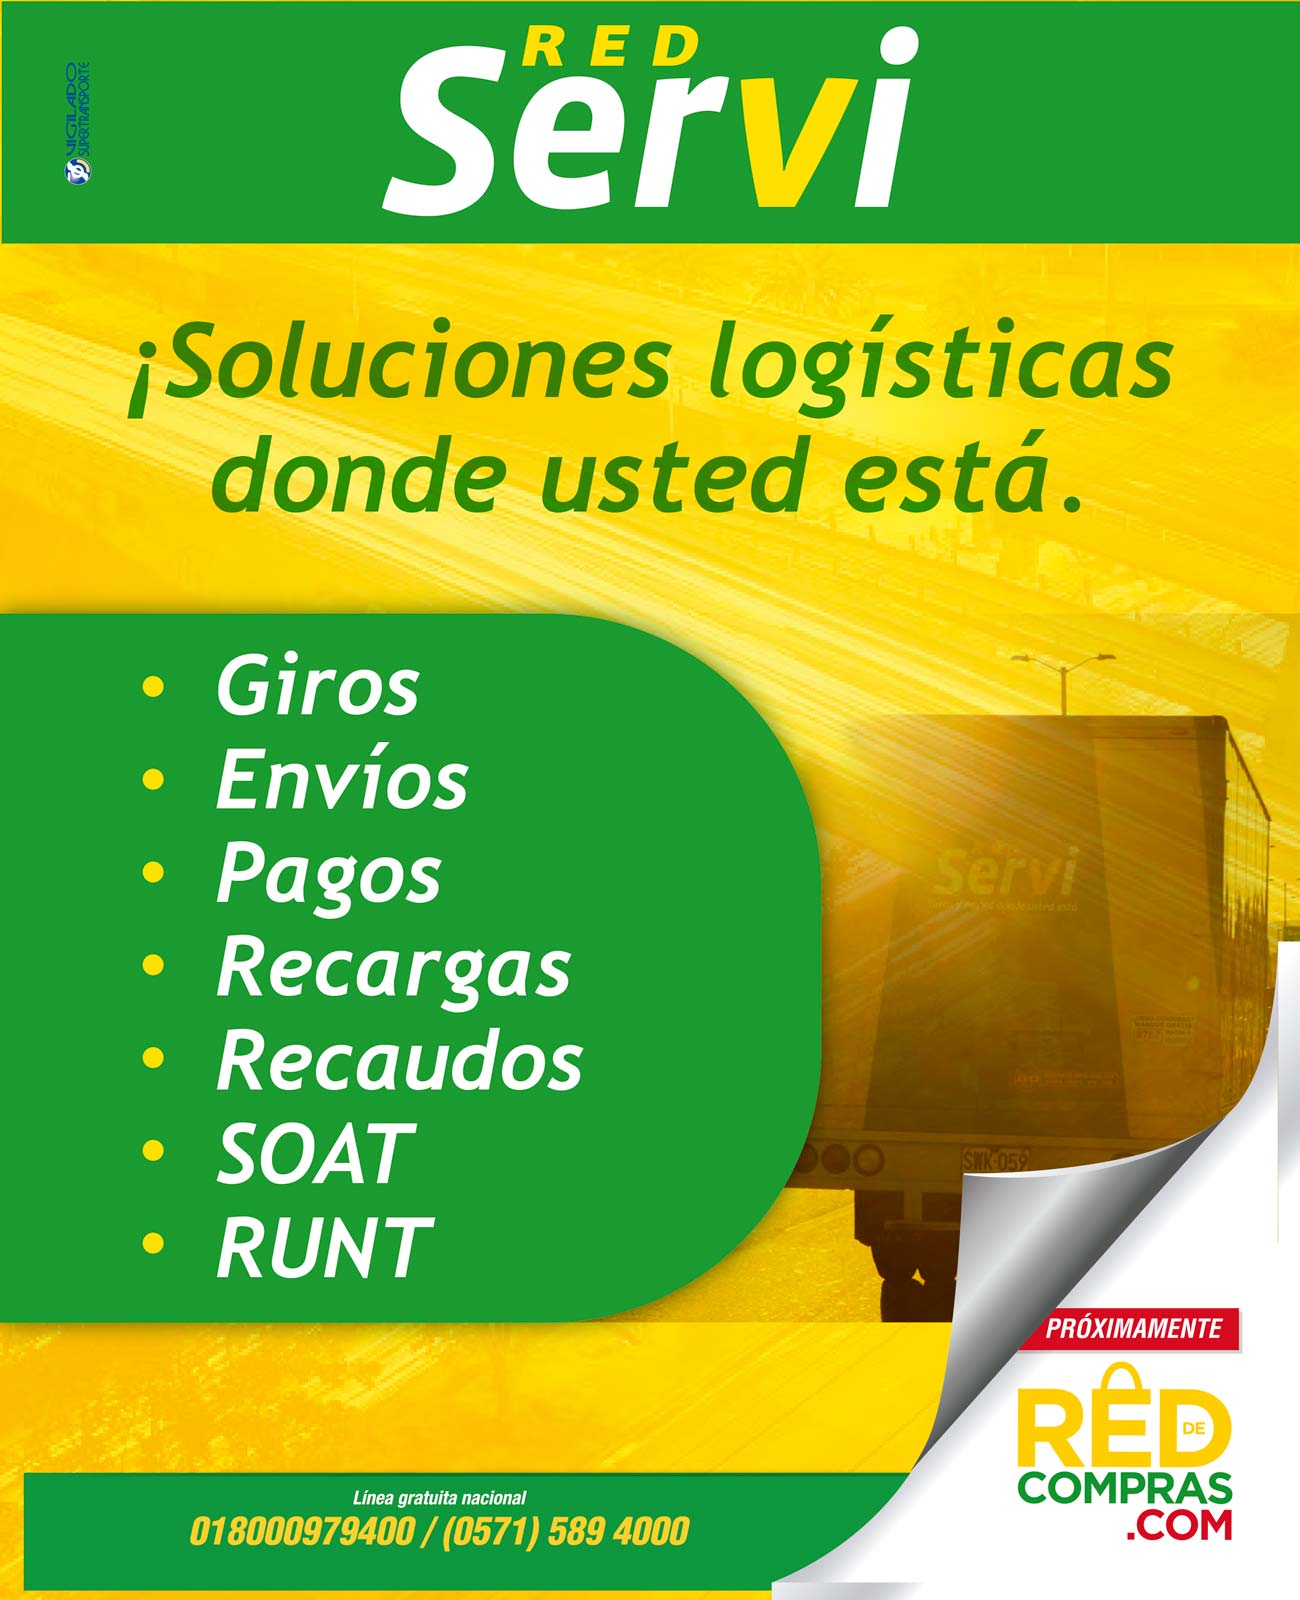 VIGILADO
SUPERTRANSPORTE
RED
Servi
¡Soluciones logísticas
donde usted está.
• Giros
• Envíos
• Pagos
• Recargas
• Recaudos
• SOAT
• RUNT
Servi
SWK-059
PRÓXIMAMENTE
RED
DE
COMPRAS
.COM
Línea gratuita nacional
018000979400 / (0571) 589 4000